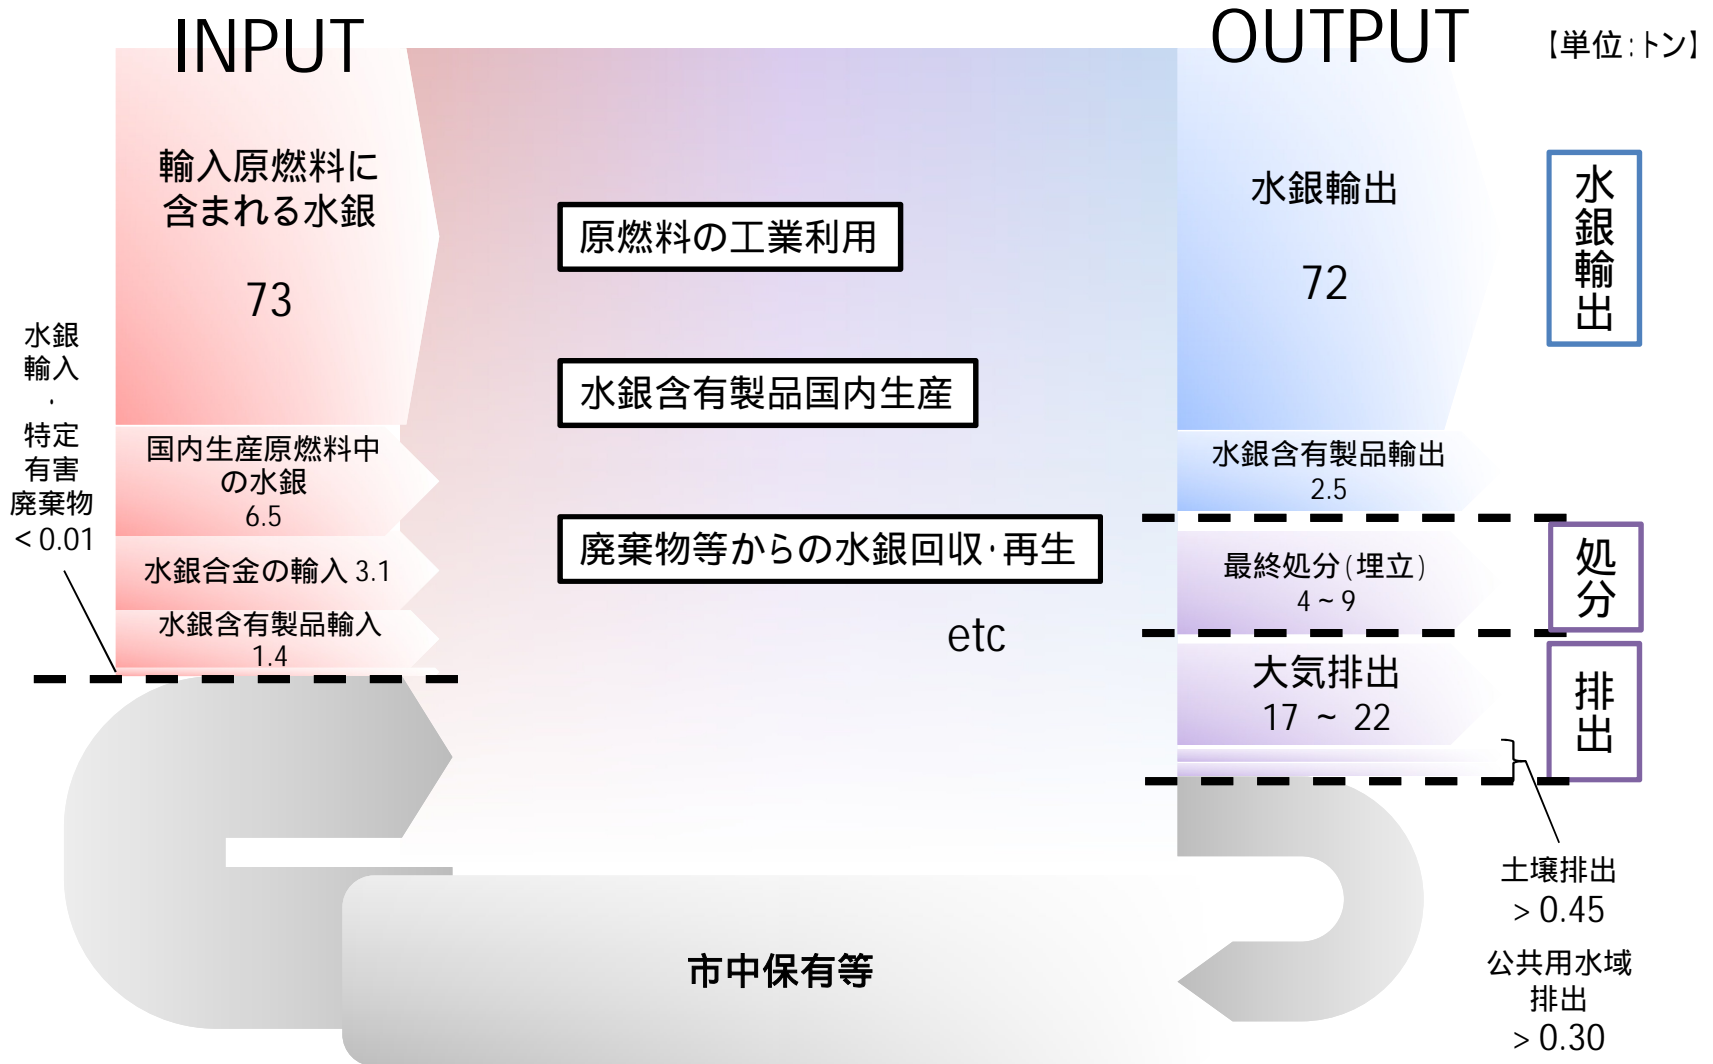 INPUT
OUTPUT
【単位:トン】
輸入原燃料に
含まれる水銀
73
国内生産原燃料中
の水銀
6.5
水銀合金の輸入 3.1
水銀含有製品輸入
1.4
水銀
輸入
・
特定
有害
廃棄物
< 0.01
原燃料の工業利用
水銀含有製品国内生産
廃棄物等からの水銀回収・再生
etc
市中保有等
水銀輸出
72
水銀含有製品輸出
2.5
最終処分(埋立)
4 ~ 9
大気排出
17 ~ 22
水銀輸出
処分
排出
土壌排出
> 0.45
公共用水域
排出
> 0.30